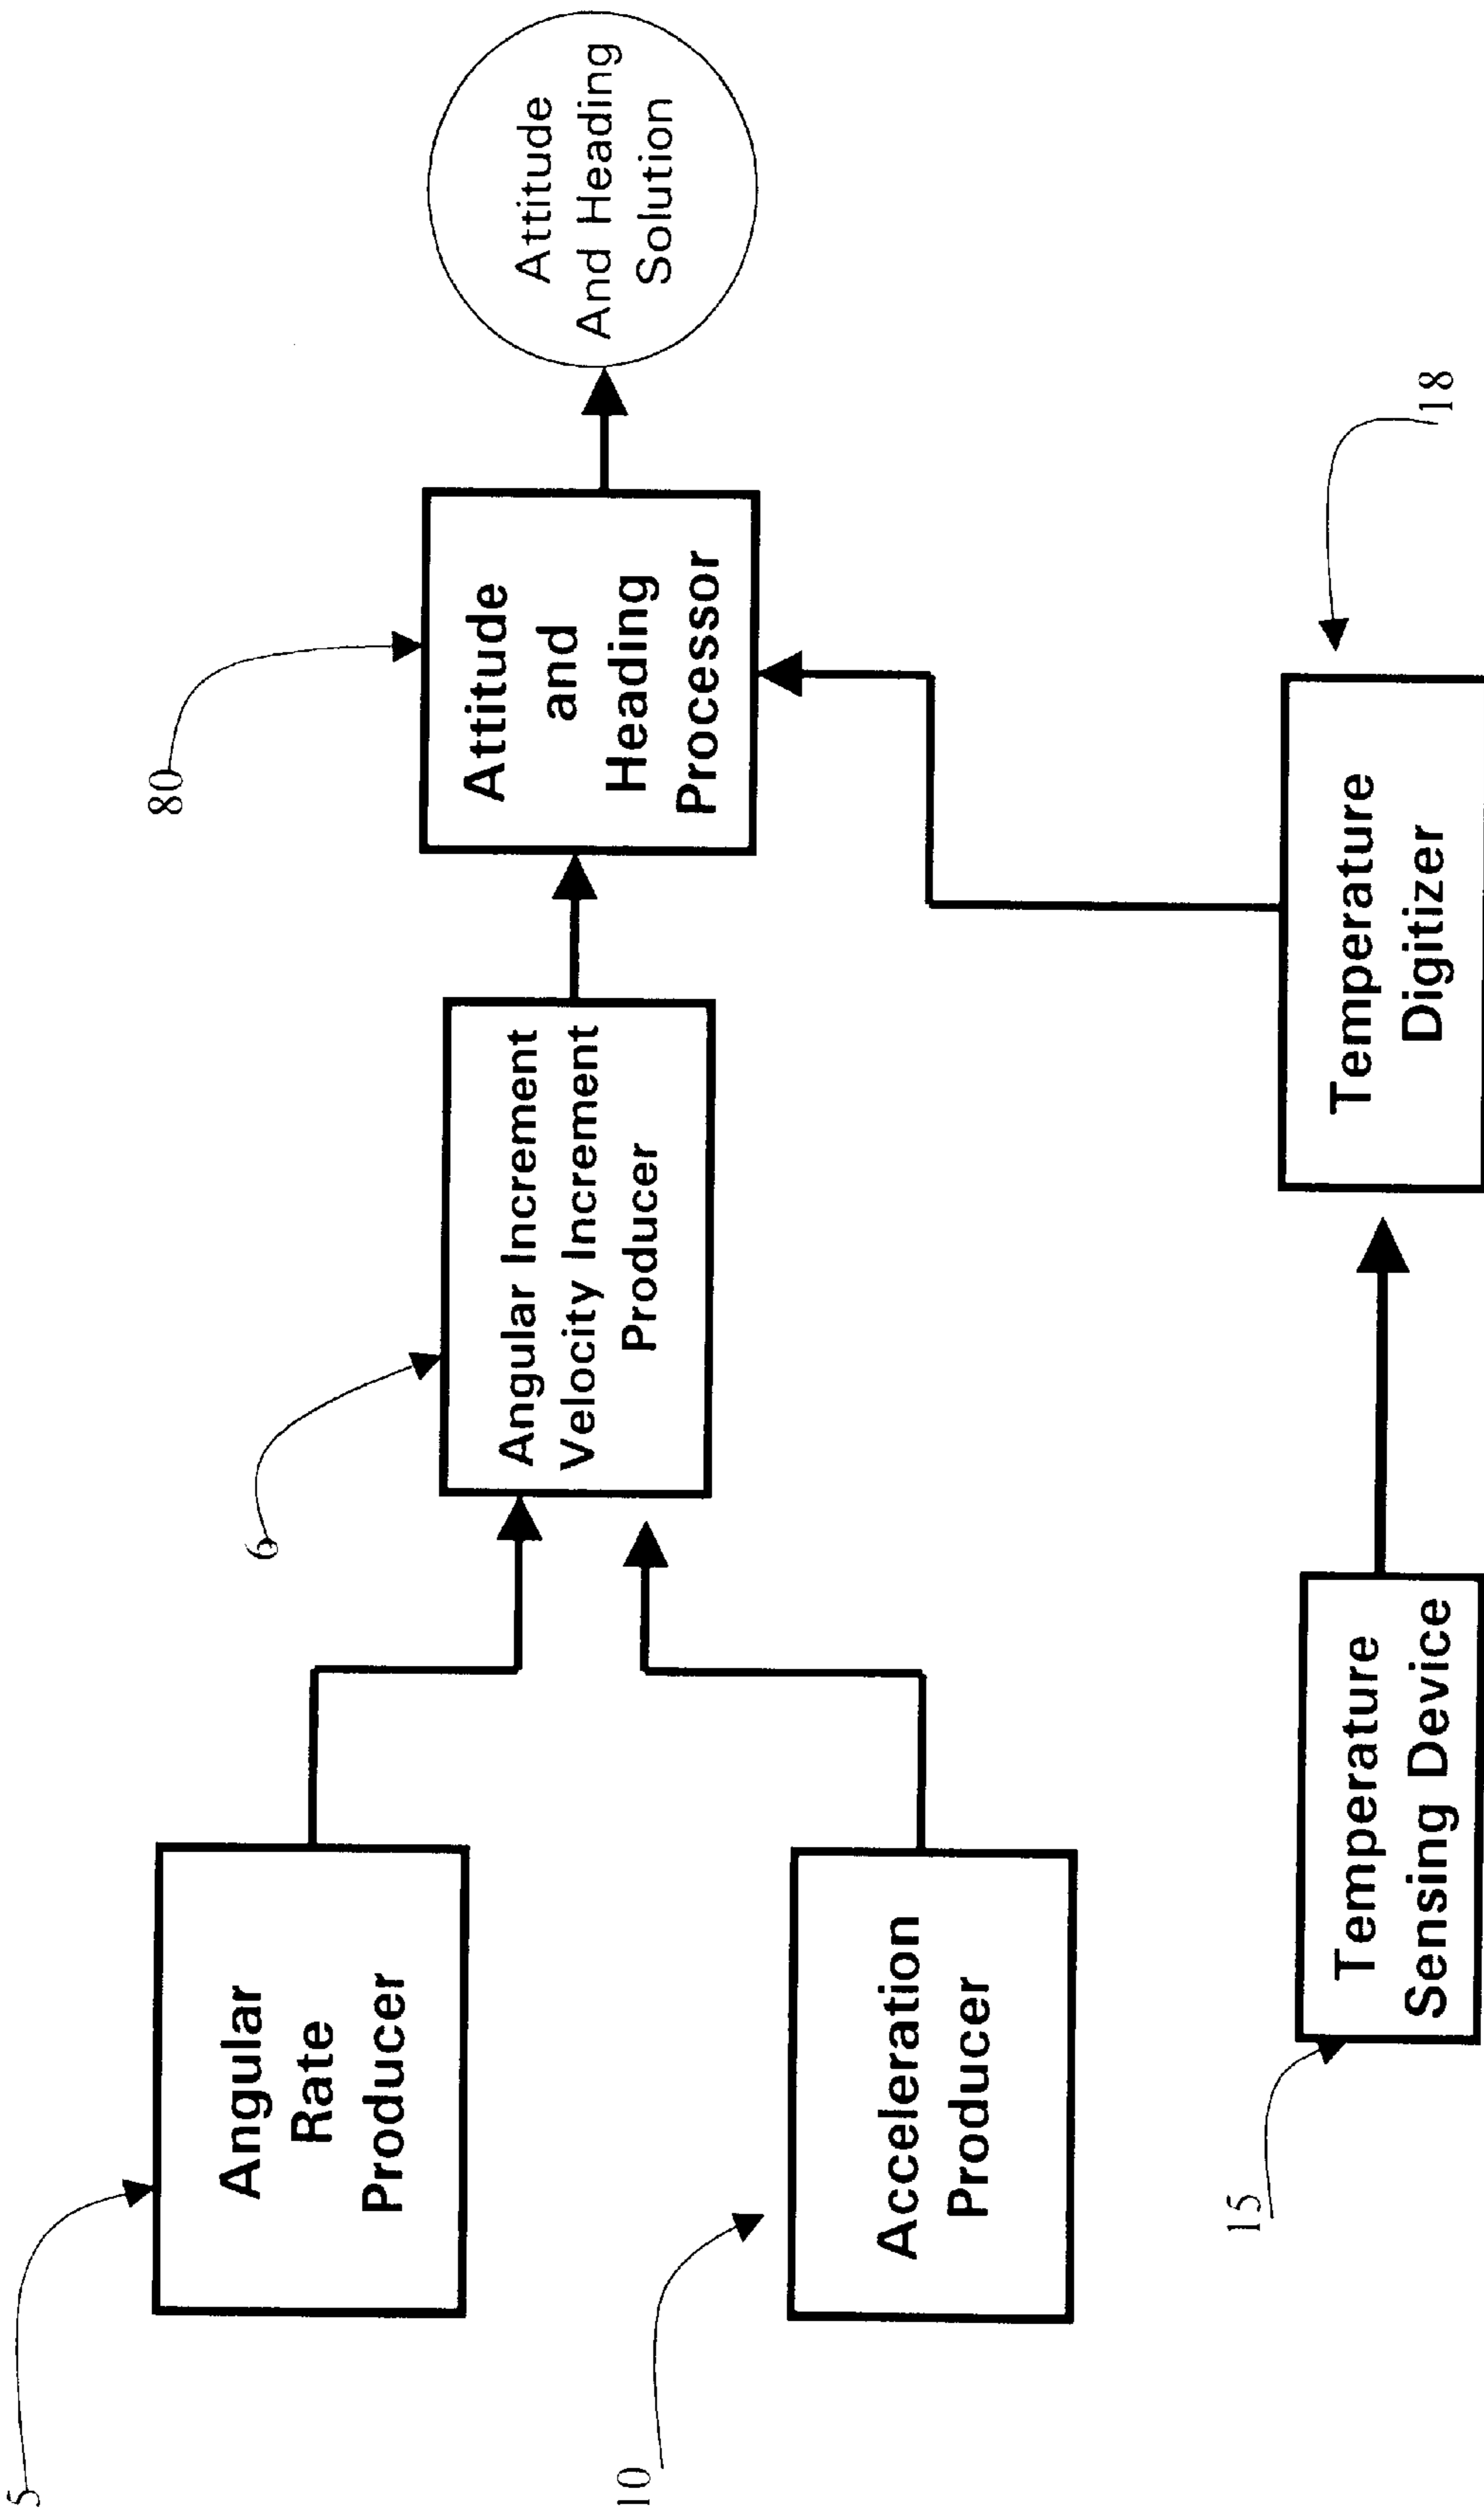 5
Angular
Rate
Producer
6
Angular Increment
Velocity Increment
Producer
80
Attitude
and
Heading
Processor
Attitude
And Heading
Solution
10
Acceleration
Producer
15
Temperature
Sensing Device
Temperature
Digitizer
18